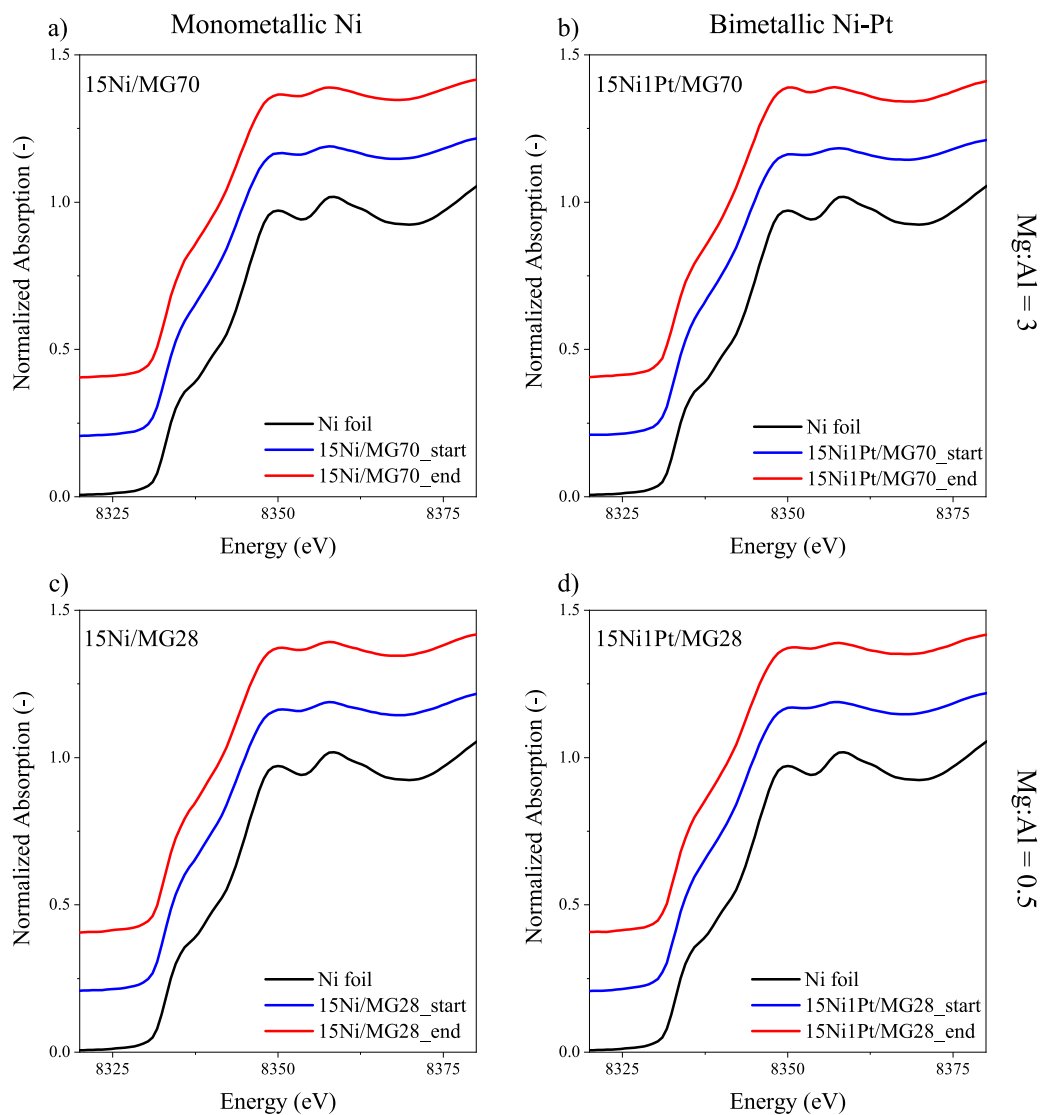 Monometallic Ni
Bimetallic Ni-Pt
a)
15Ni/MG70
Normalized Absorption (-)
1.5
1.0
0.5
0.0
Ni foil
15Ni/MG70_start
15Ni/MG70_end
8325
8350
8375
Energy (eV)
b)
15Ni1Pt/MG70
Normalized Absorption (-)
1.5
1.0
0.5
0.0
Ni foil
15Ni1Pt/MG70_start
15Ni1Pt/MG70_end
8325
8350
8375
Energy (eV)
Mg:Al = 3
c)
15Ni/MG28
Normalized Absorption (-)
1.5
1.0
0.5
0.0
Ni foil
15Ni/MG28_start
15Ni/MG28_end
8325
8350
8375
Energy (eV)
d)
15Ni1Pt/MG28
Normalized Absorption (-)
1.5
1.0
0.5
0.0
Ni foil
15Ni1Pt/MG28_start
15Ni1Pt/MG28_end
8325
8350
8375
Energy (eV)
Mg:Al = 0.5